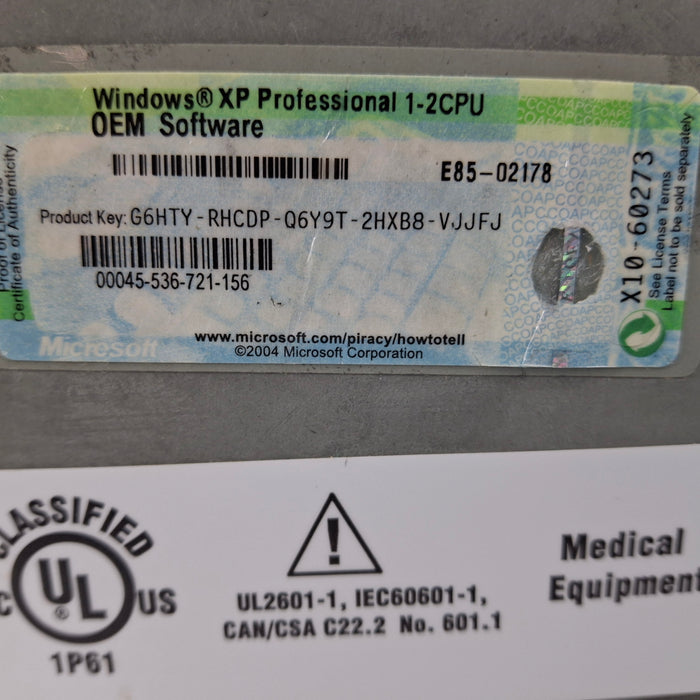 Windows® XP Professional 1-2CPU
OEM Software
E85-02178
Product Key: G6HTY-RHCDP-Q6Y9T-2HXB8-VJJFJ
00045-536-721-156
www.microsoft.com/piracy/howtotell
©2004 Microsoft Corporation
Microsoft
Proof of License
Certificate of Authenticity
X10-60273
See License Terms
Label not to be sold separately
CLASSIFIED
C UL® US
1P61
UL2601-1, IEC60601-1,
CAN/CSA C22.2 No. 601.1
Medical
Equipment